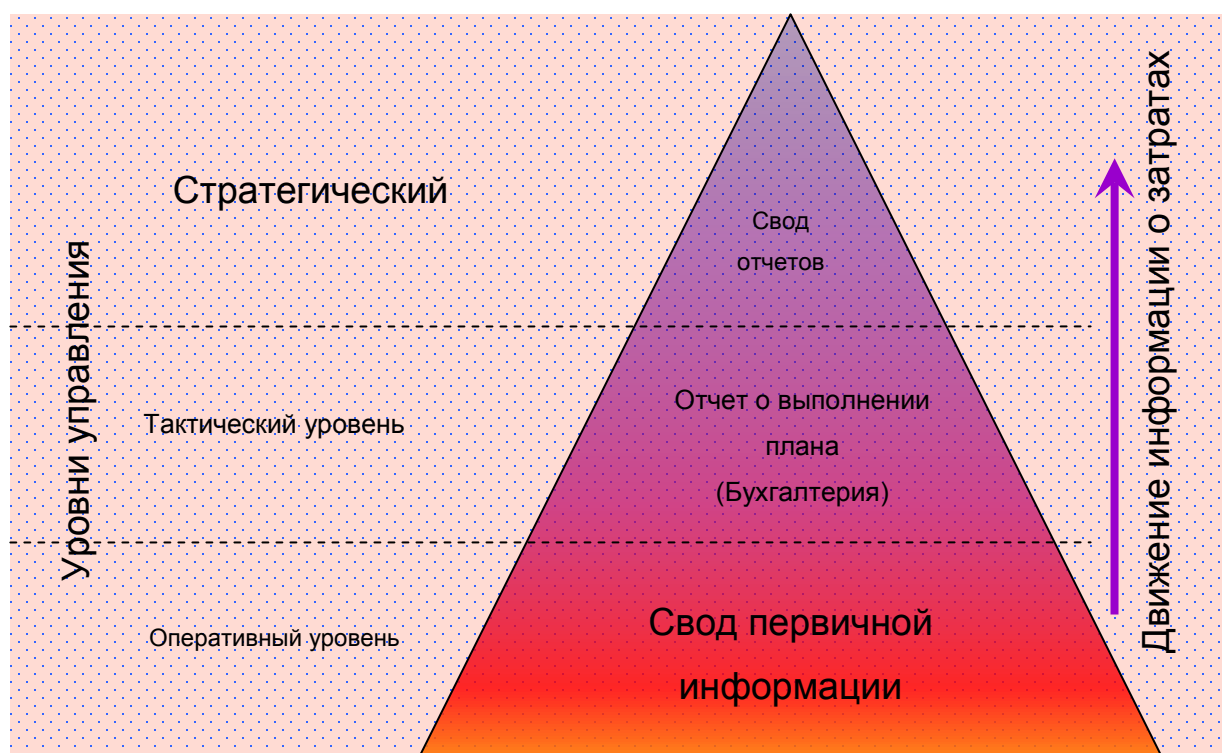 Уровни управления
Стратегический
Свод
отчетов
Тактический уровень
Отчет о выполнении
плана
(Бухгалтерия)
Оперативный уровень
Свод первичной
информации
Движение информации о затратах